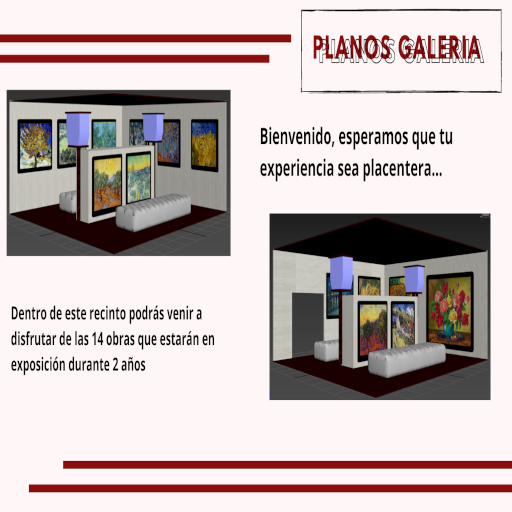 PLANOS GALERIA
Bienvenido, esperamos que tu
experiencia sea placentera...
Dentro de este recinto podrás venir a
disfrutar de las 14 obras que estarán en
exposición durante 2 años